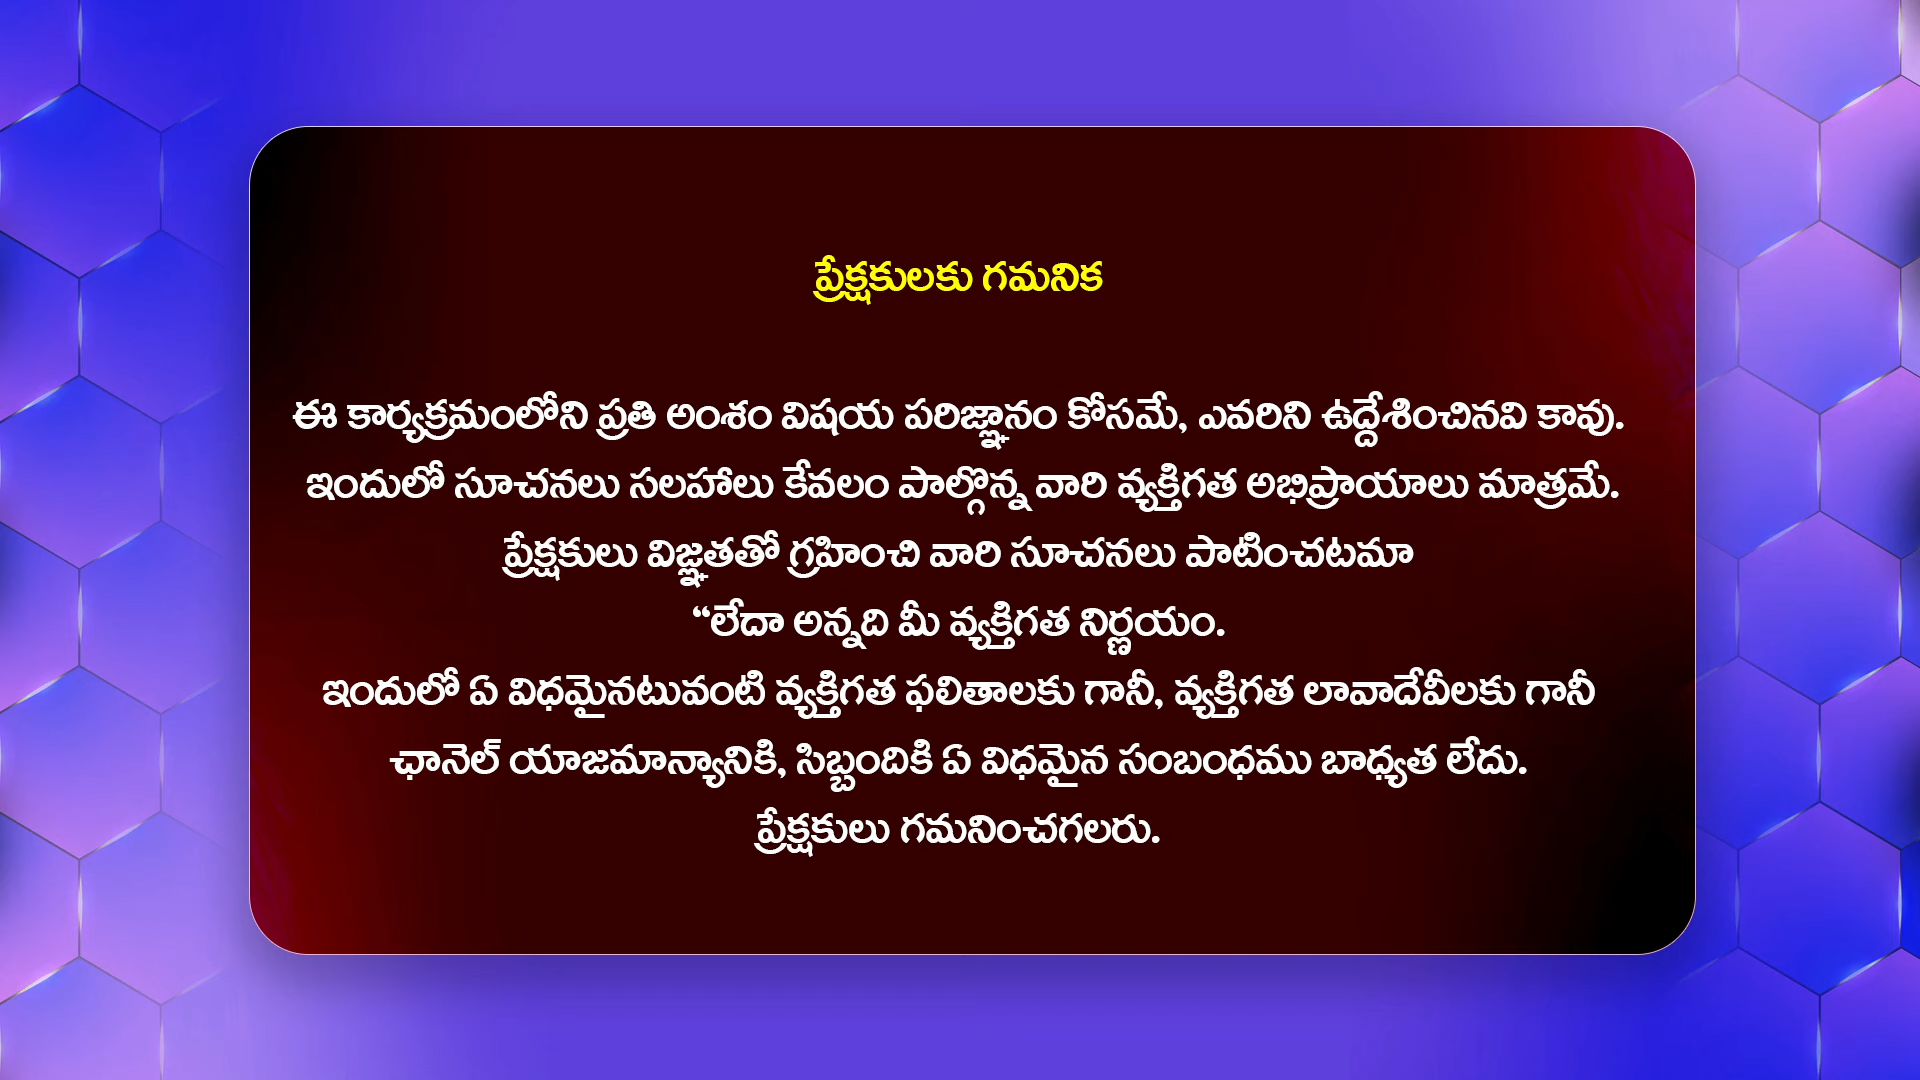 ప్రేక్షకులకు గమనిక
ఈ కార్యక్రమంలోని ప్రతి అంశం విషయ పరిజ్ఞానం కోసమే, ఎవరిని ఉద్దేశించినవి కావు.
ఇందులో సూచనలు సలహాలు కేవలం పాల్గొన్న వారి వ్యక్తిగత అభిప్రాయాలు మాత్రమే.
ప్రేక్షకులు విజ్ఞతతో గ్రహించి వారి సూచనలు పాటించటమా
“లేదా అన్నది మీ వ్యక్తిగత నిర్ణయం.
ఇందులో ఏ విధమైనటువంటి వ్యక్తిగత ఫలితాలకు గానీ, వ్యక్తిగత లావాదేవీలకు గానీ
ఛానెల్ యాజమాన్యానికి, సిబ్బందికి ఏ విధమైన సంబంధము బాధ్యత లేదు.
ప్రేక్షకులు గమనించగలరు.